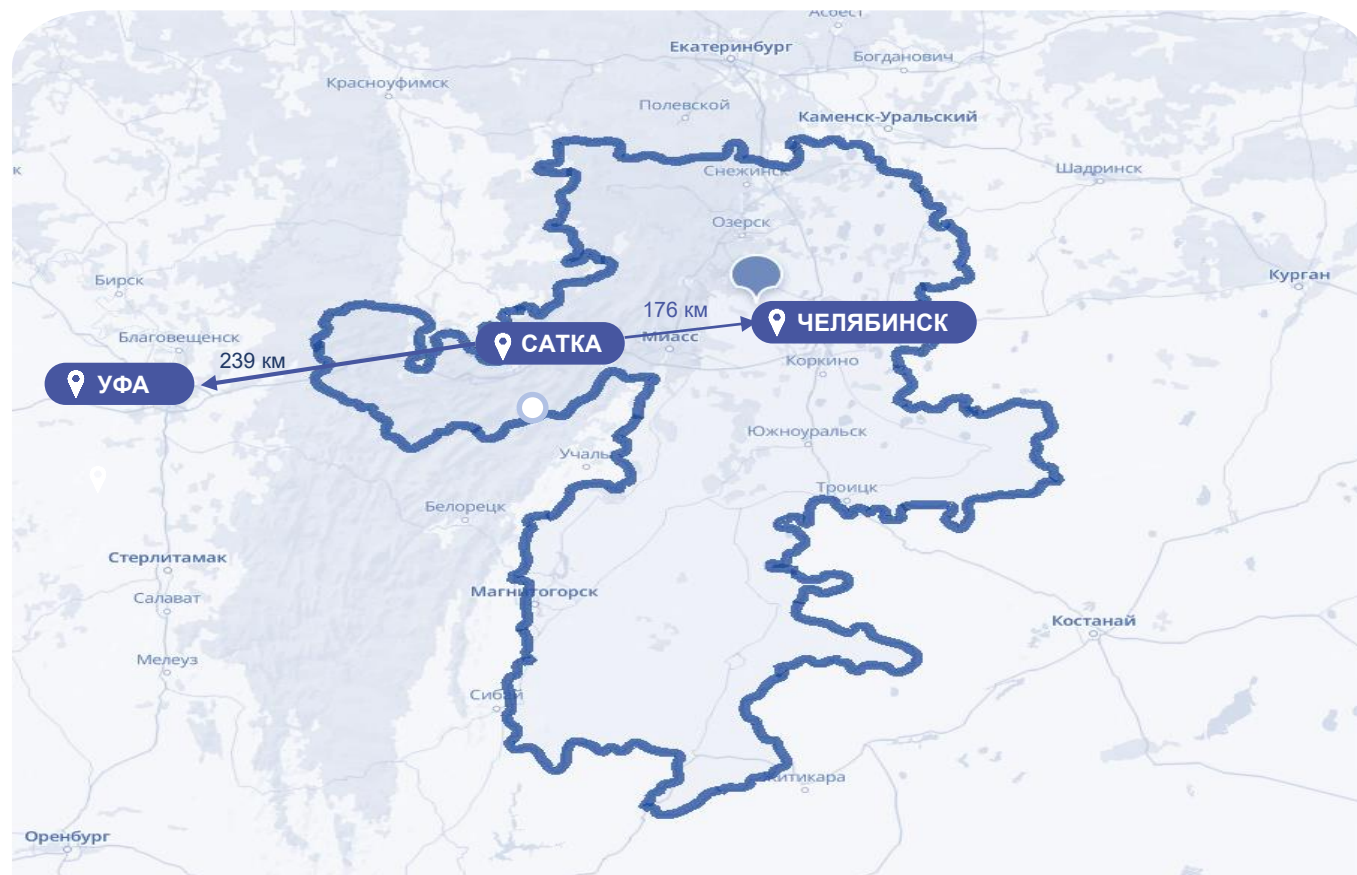 Асбест
Екатеринбург
Богданович
Красноуфимск
Полевской
Каменск-Уральский
Шадринск
Снежинск
к
Озерск
Бирск
Курган
176 км
ЧЕЛЯБИНСК
Благовещенск
САТКА
Миасс
239 км
Коркино
УФА
Южноуральск
Учалы
Троицк
Белорецк
Стерлитамак
Магнитогорск
Салават
Костанай
Мелеуз
Сибай
Житикара
Оренбург